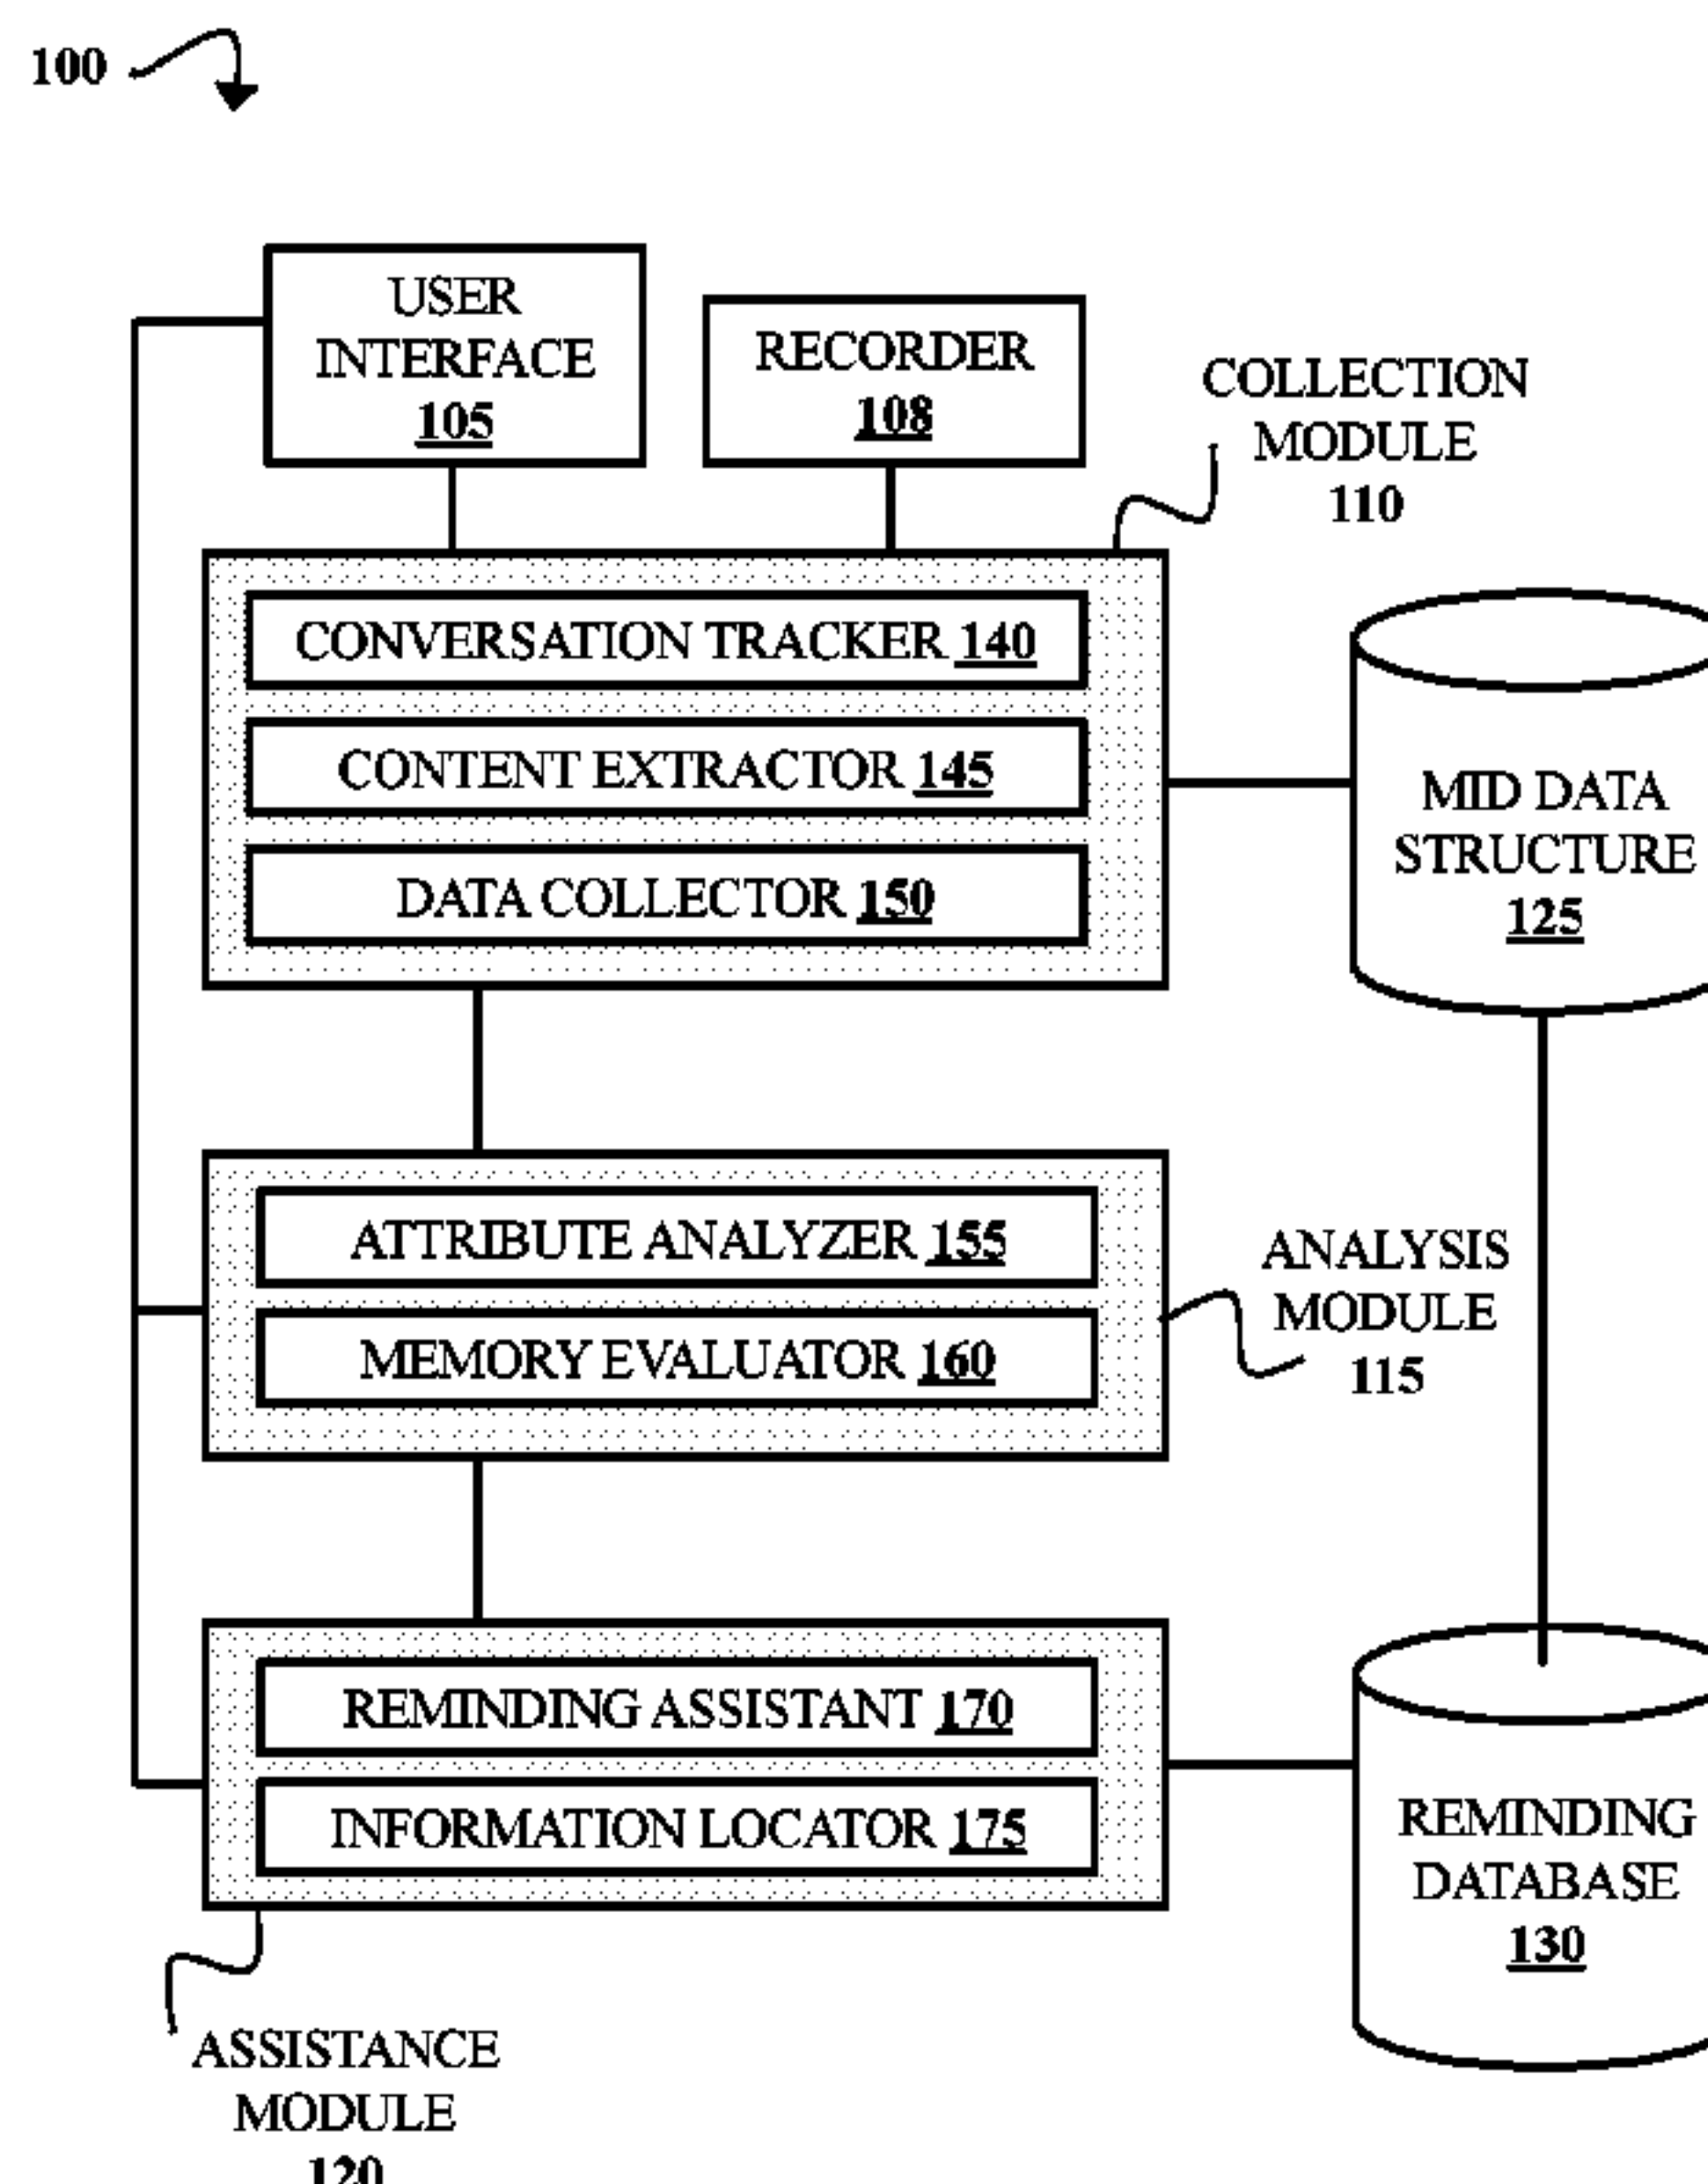 100
USER
INTERFACE
105
RECORDER
108
COLLECTION
MODULE
110
CONVERSATION TRACKER 140
CONTENT EXTRACTOR 145
DATA COLLECTOR 150
MID DATA
STRUCTURE
125
ATTRIBUTE ANALYZER 155
MEMORY EVALUATOR 160
ANALYSIS
MODULE
115
REMINDING ASSISTANT 170
INFORMATION LOCATOR 175
REMINDING
DATABASE
130
ASSISTANCE
MODULE
120